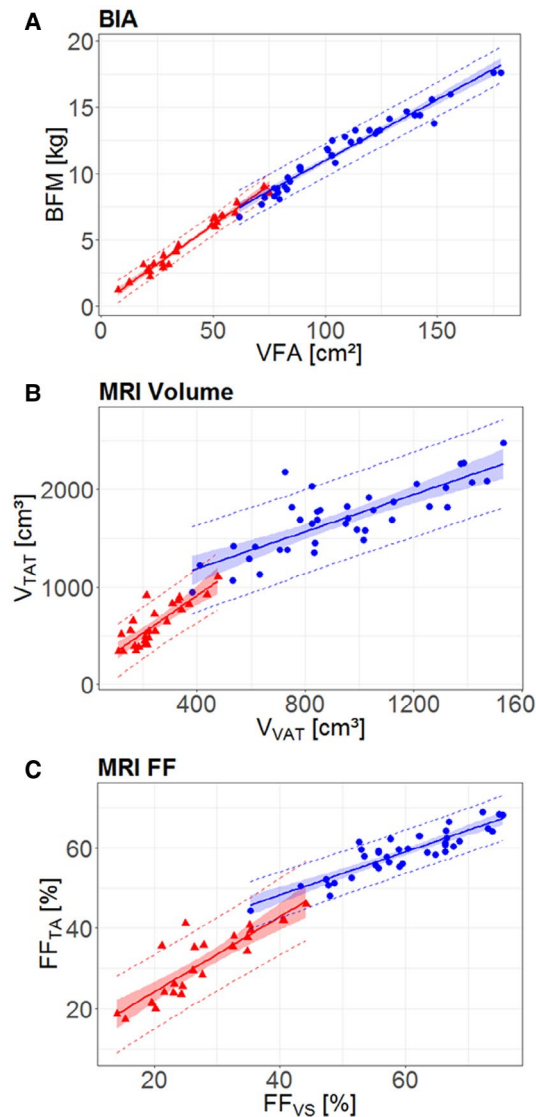 A BIA
20
15
10
5
0
BFM [kg]
0 50 100 150
VFA [cm²]
B MRI Volume
2000
1000
0
V_TAT [cm³]
400 800 1200 160
V_VAT [cm³]
C MRI FF
60
40
20
FF_TA [%]
20 40 60
FF_VS [%]